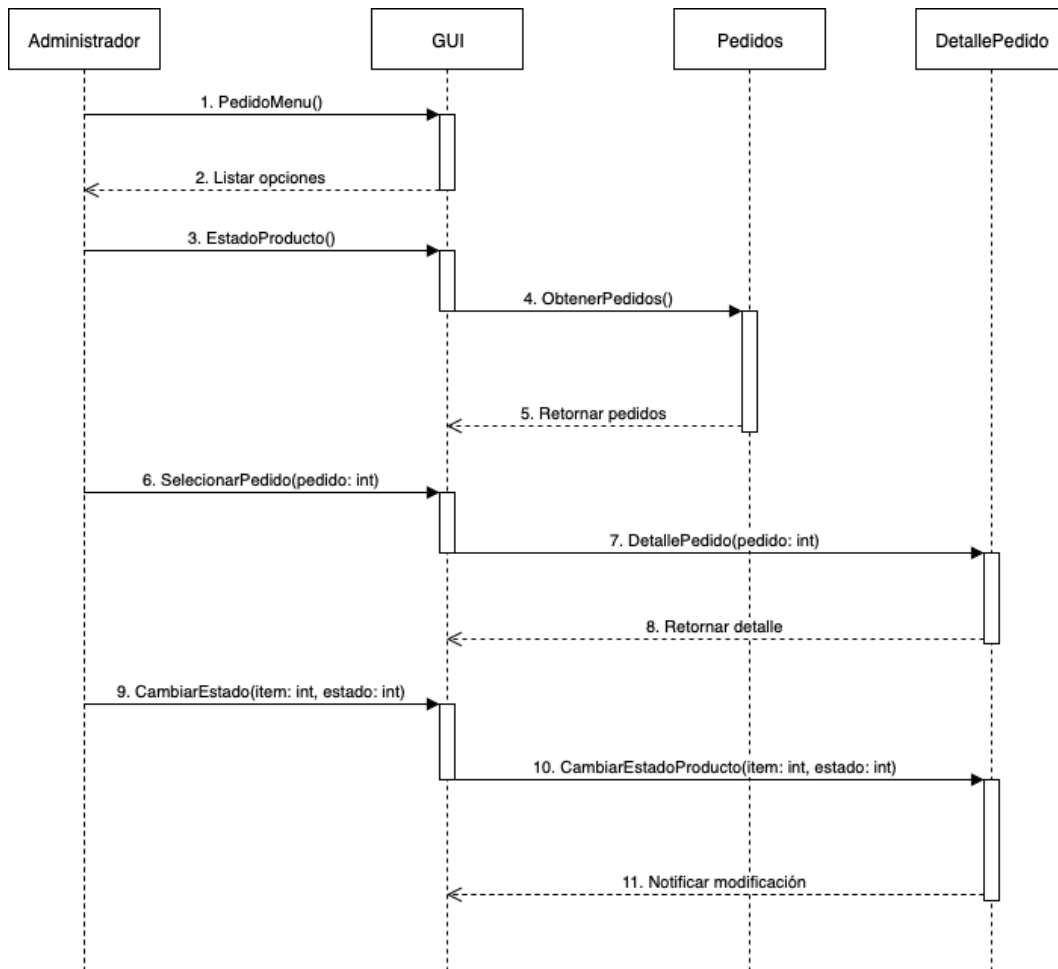 Administrador
GUI
Pedidos
DetallePedido
1. PedidoMenu()
2. Listar opciones
3. EstadoProducto()
4. ObtenerPedidos()
5. Retornar pedidos
6. SelecionarPedido(pedido: int)
7. DetallePedido(pedido: int)
8. Retornar detalle
9. CambiarEstado(item: int, estado: int)
10. CambiarEstadoProducto(item: int, estado: int)
11. Notificar modificación